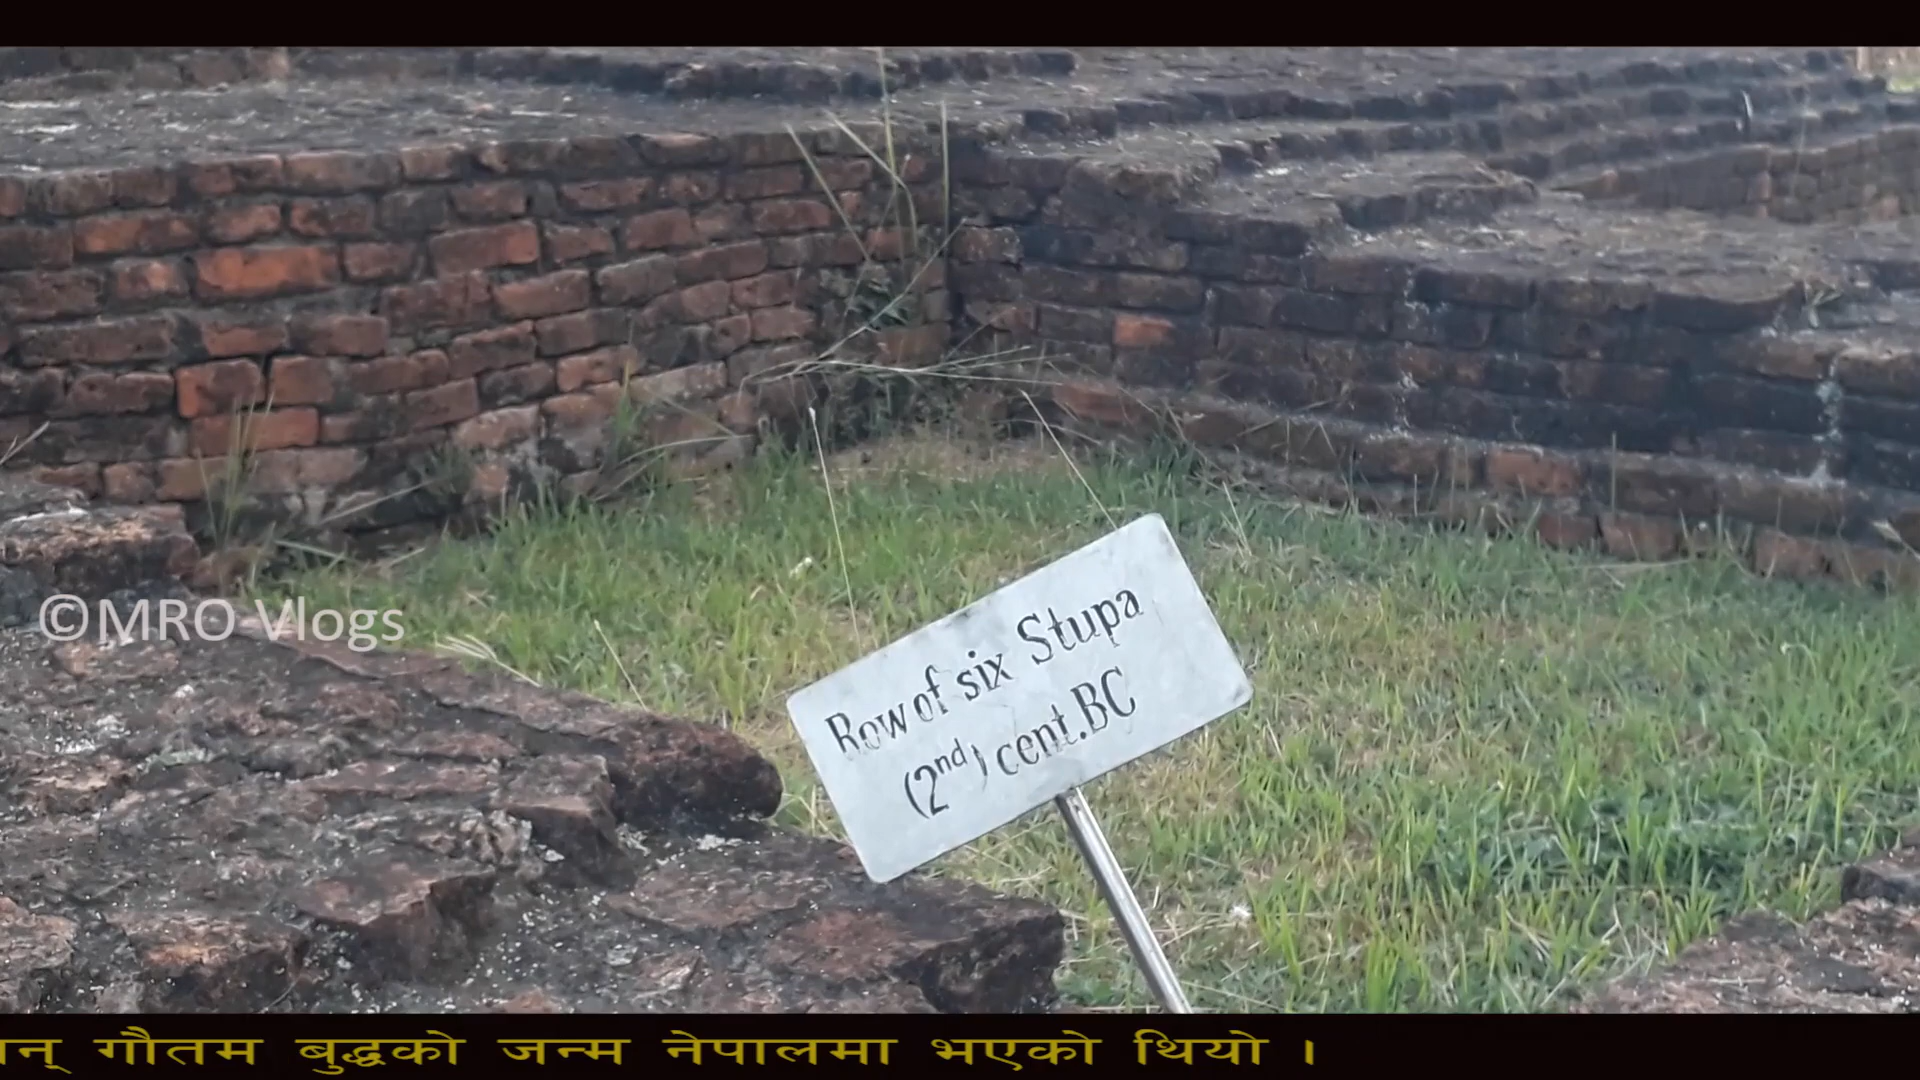 ©MRO Vlogs
Row of six Stupa
(2nd) cent.BC
गौतम बुद्धको जन्म नेपालमा भएको थियो ।